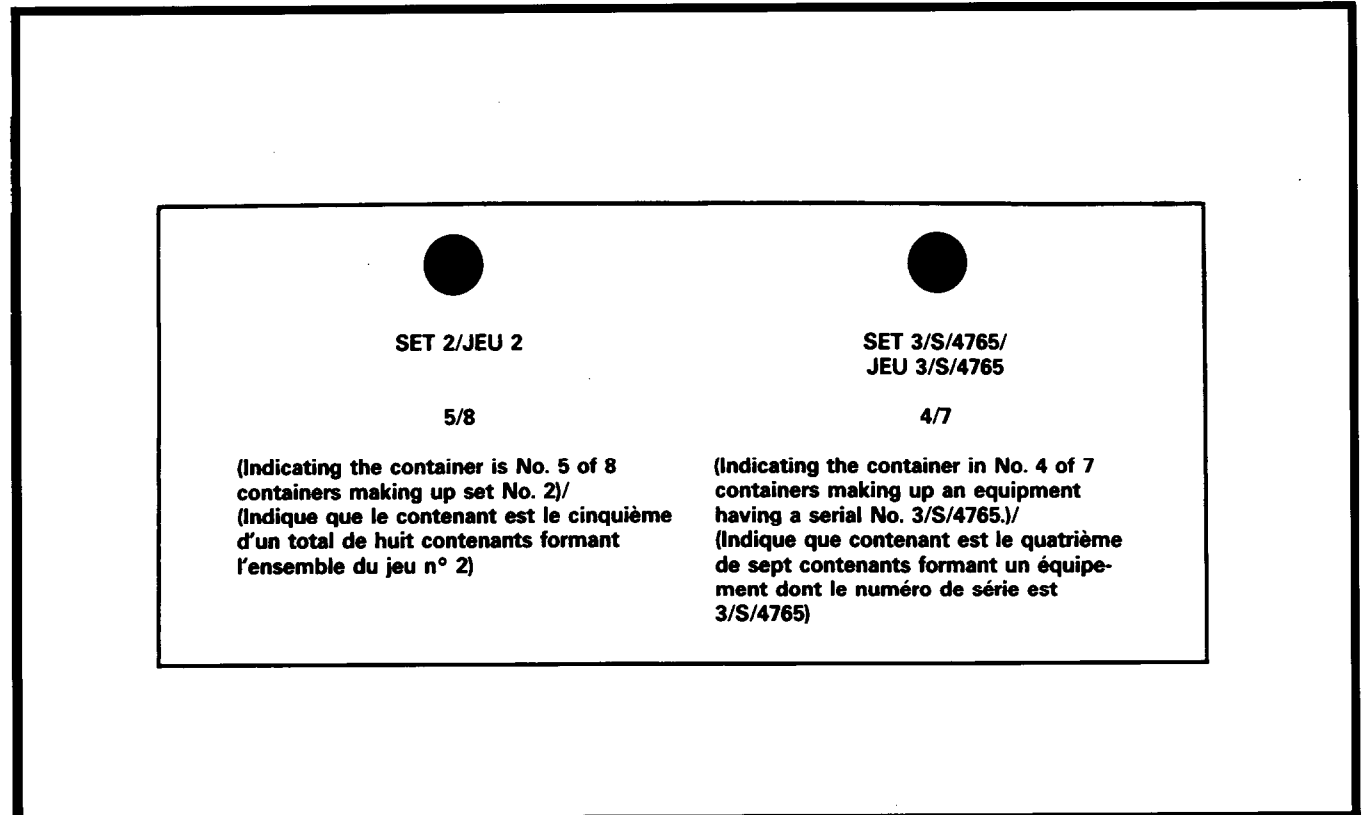 SET 2/JEU 2
5/8
(Indicating the container is No. 5 of 8
containers making up set No. 2)/
(Indique que le contenant est le cinquième
d'un total de huit contenants formant
l'ensemble du jeu n° 2)
SET 3/S/4765/
JEU 3/S/4765
4/7
(Indicating the container in No. 4 of 7
containers making up an equipment
having a serial No. 3/S/4765.)/
(Indique que contenant est le quatrième
de sept contenants formant un équipe-
ment dont le numéro de série est
3/S/4765)